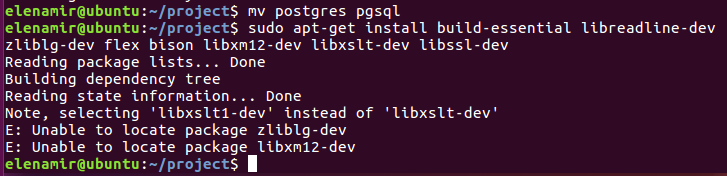 elenamir@ubuntu:~/project$ mv postgres pgsql
elenamir@ubuntu:~/project$ sudo apt-get install build-essential libreadline-dev
zliblg-dev flex bison libxm12-dev libxslt-dev libssl-dev
Reading package lists... Done
Building dependency tree
Reading state information... Done
Note, selecting 'libxslt1-dev' instead of 'libxslt-dev'
E: Unable to locate package zliblg-dev
E: Unable to locate package libxm12-dev
elenamir@ubuntu:~/project$